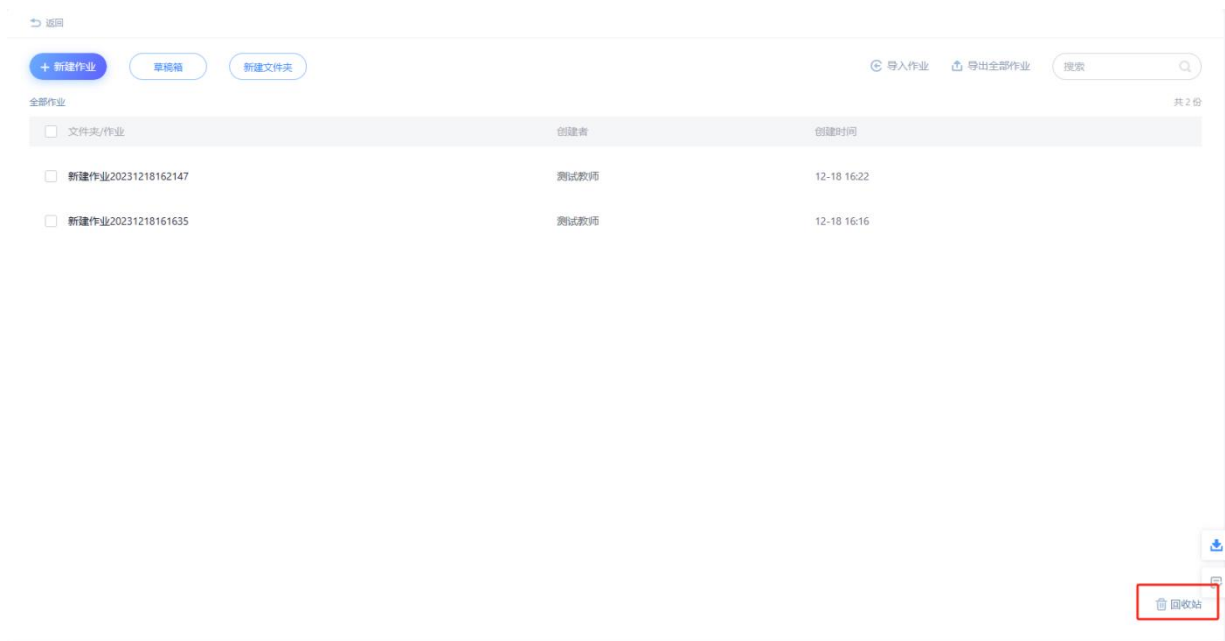 返回
+ 新建作业 草稿箱 新建文件夹 导入作业 导出全部作业 搜索
全部作业 共 2 份
文件夹/作业 创建者 创建时间
新建作业20231218162147 测试教师 12-18 16:22
新建作业20231218161635 测试教师 12-18 16:16
回收站